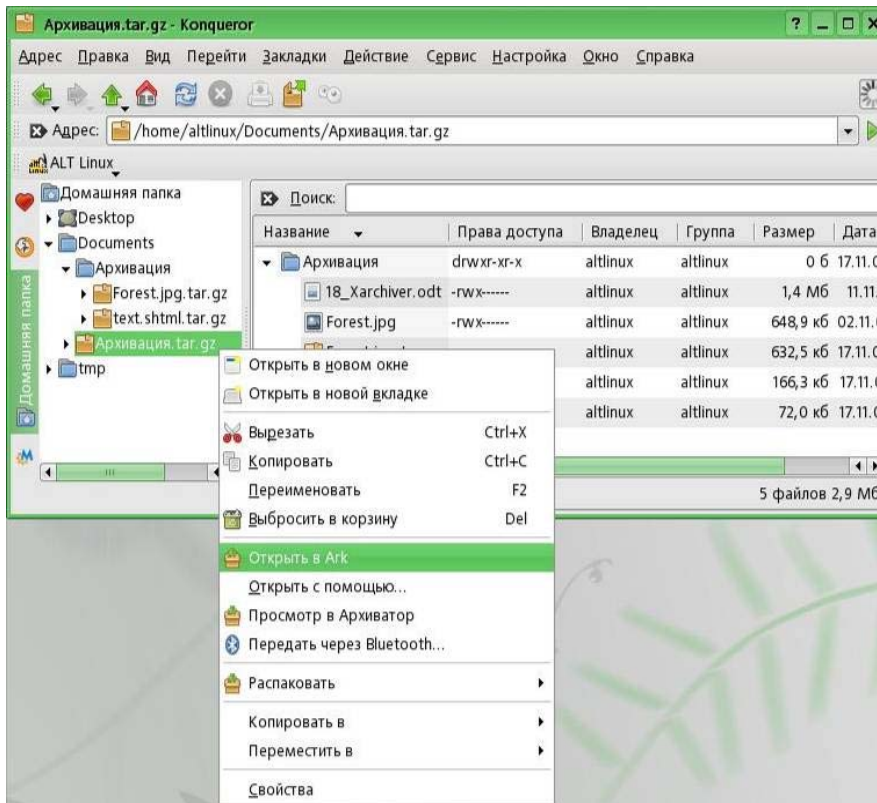 Архивация.tar.gz - Konqueror
Адрес Правка Вид Перейти Закладки Действие Сервис Настройка Окно Справка
Адрес: /home/altlinux/Documents/Архивация.tar.gz
ALT Linux
Домашняя папка
Домашняя папка
Desktop
Documents
Архивация
Forest.jpg.tar.gz
text.shtml.tar.gz
Архивация.tar.gz
tmp
Поиск:
Название Права доступа Владелец Группа Размер Дата
Архивация drwxr-xr-x altlinux altlinux 0 б 17.11.0
18_Xarchiver.odt -rwx------ altlinux altlinux 1,4 Мб 11.11.
Forest.jpg -rwx------ altlinux altlinux 648,9 кб 02.11.
altlinux altlinux 632,5 кб 17.11.0
altlinux altlinux 166,3 кб 17.11.
altlinux altlinux 72,0 кб 17.11.0
5 файлов 2,9 Мб
Открыть в новом окне
Открыть в новой вкладке
Вырезать Ctrl+X
Копировать Ctrl+C
Переименовать F2
Выбросить в корзину Del
Открыть в Ark
Открыть с помощью...
Просмотр в Архиватор
Передать через Bluetooth...
Распаковать
Копировать в
Переместить в
Свойства